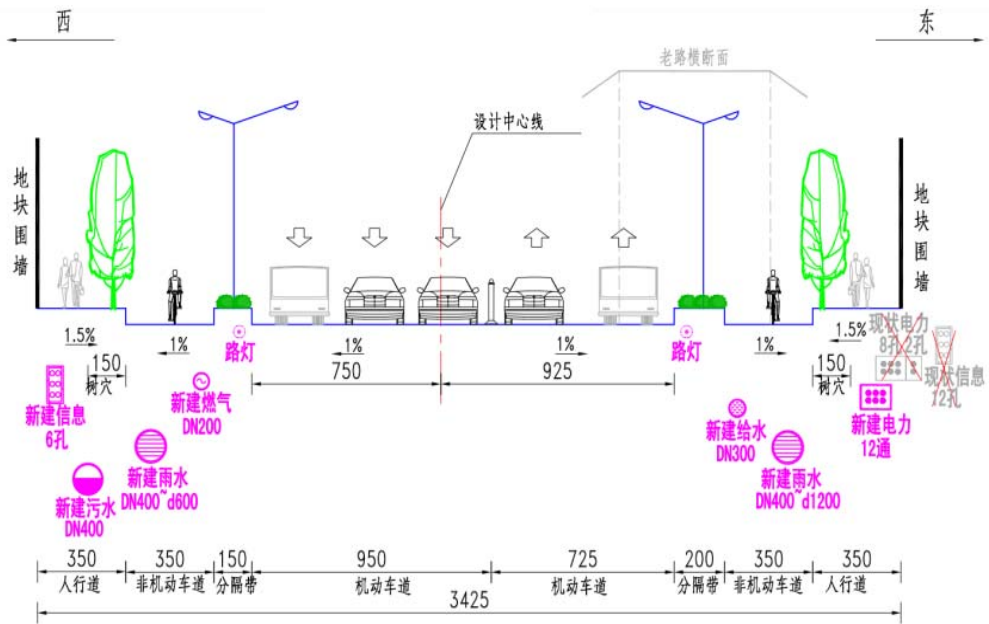 西
东
老路横断面
设计中心线
地块围墙
地块围墙
1.5%
1%
路灯
1%
1%
路灯
1%
1.5%
现状电力
8孔2孔
现状信息
12孔
150
树穴
750
925
150
树穴
新建信息
6孔
新建燃气
DN200
新建给水
DN300
新建电力
12通
新建雨水
DN400~d600
新建雨水
DN400~d1200
新建污水
DN400
350
350
150
950
725
200
350
350
人行道
非机动车道
分隔带
机动车道
机动车道
分隔带
非机动车道
人行道
3425